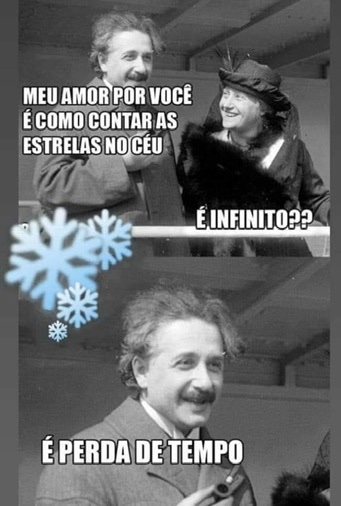 MEU AMOR POR VOCÊ
É COMO CONTAR AS
ESTRELAS NO CÉU
É INFINITO??
É PERDA DE TEMPO